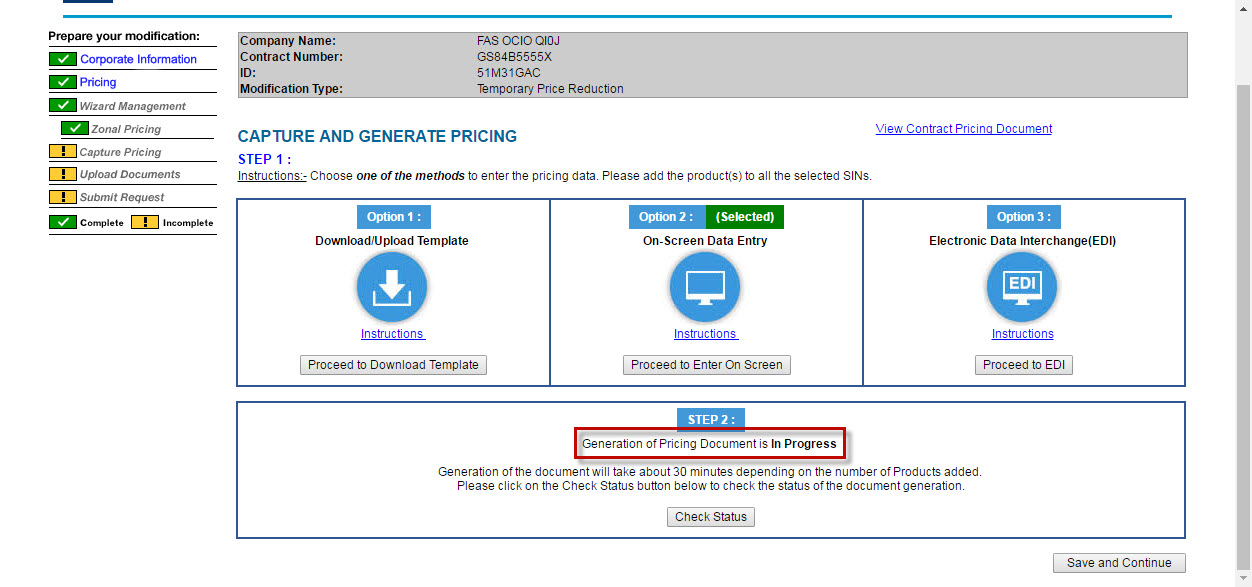 Prepare your modification:
Corporate Information
Pricing
Wizard Management
Zonal Pricing
! Capture Pricing
! Upload Documents
! Submit Request
Complete ! Incomplete
Company Name: FAS OCIO QI0J
Contract Number: GS84B5555X
ID: 51M31GAC
Modification Type: Temporary Price Reduction
CAPTURE AND GENERATE PRICING
View Contract Pricing Document
STEP 1 :
Instructions:- Choose one of the methods to enter the pricing data. Please add the product(s) to all the selected SINs.
Option 1 :
Download/Upload Template
Instructions
Proceed to Download Template
Option 2 : (Selected)
On-Screen Data Entry
Instructions
Proceed to Enter On Screen
Option 3 :
Electronic Data Interchange(EDI)
EDI
Instructions
Proceed to EDI
STEP 2 :
Generation of Pricing Document is In Progress
Generation of the document will take about 30 minutes depending on the number of Products added.
Please click on the Check Status button below to check the status of the document generation.
Check Status
Save and Continue